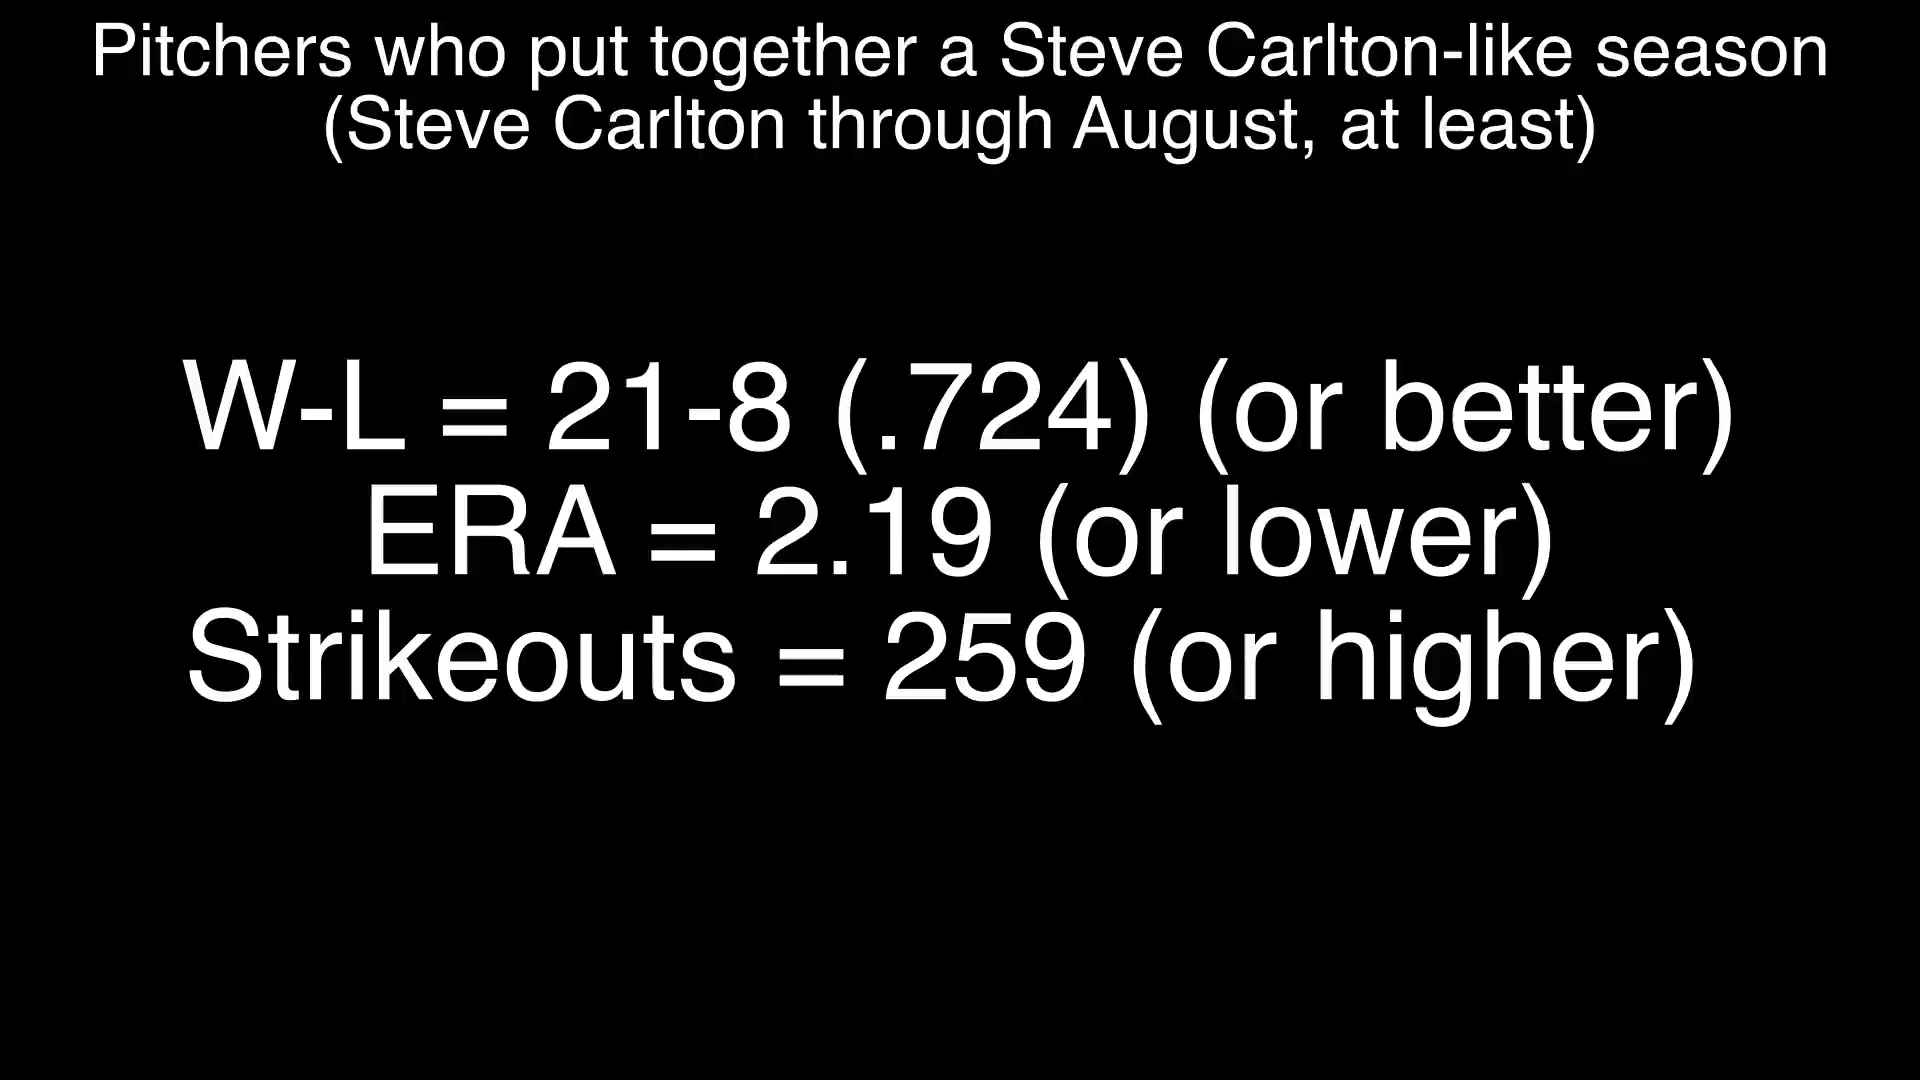 Pitchers who put together a Steve Carlton-like season
(Steve Carlton through August, at least)
W-L = 21-8 (.724) (or better)
ERA = 2.19 (or lower)
Strikeouts = 259 (or higher)